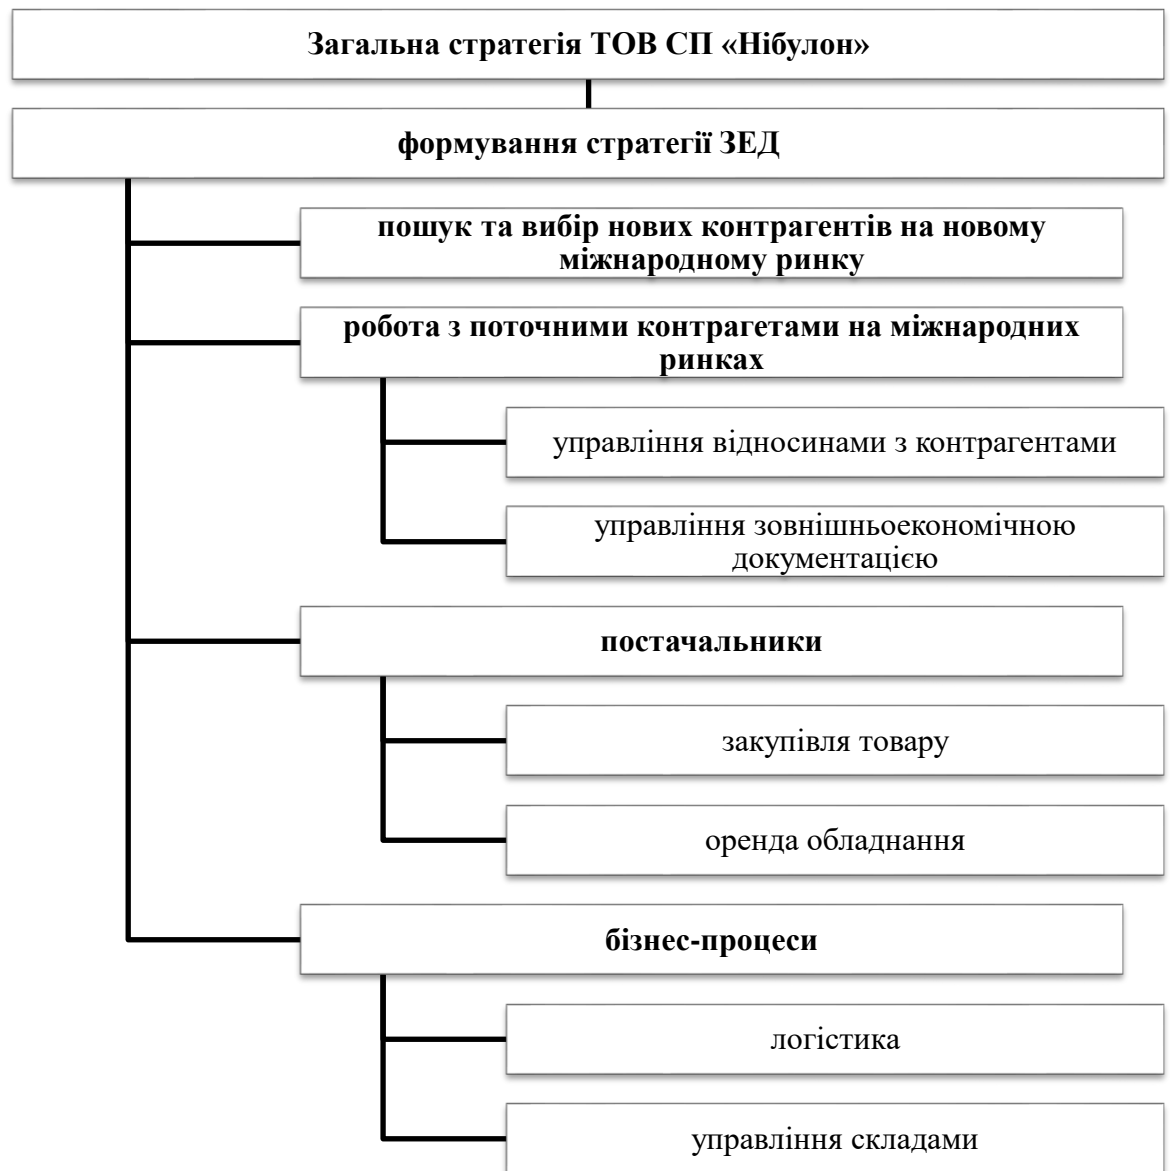 Загальна стратегія ТОВ СП «Нібулон»
формування стратегії ЗЕД
пошук та вибір нових контрагентів на новому
міжнародному ринку
робота з поточними контрагетами на міжнародних
ринках
управління відносинами з контрагентами
управління зовнішньоекономічною
документацією
постачальники
закупівля товару
оренда обладнання
бізнес-процеси
логістика
управління складами